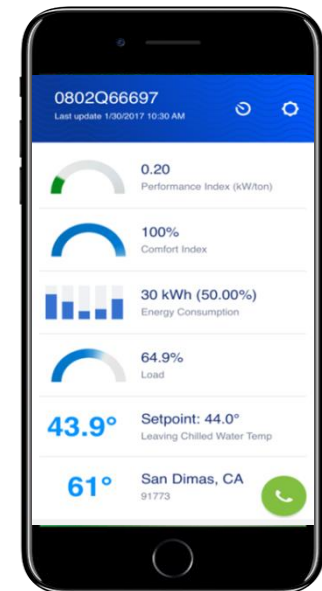 0802Q66697
Last update 1/30/2017 10:30 AM
0.20
Performance Index (kW/ton)
100%
Comfort Index
30 kWh (50.00%)
Energy Consumption
64.9%
Load
43.9°
Setpoint: 44.0°
Leaving Chilled Water Temp
61°
San Dimas, CA
91773